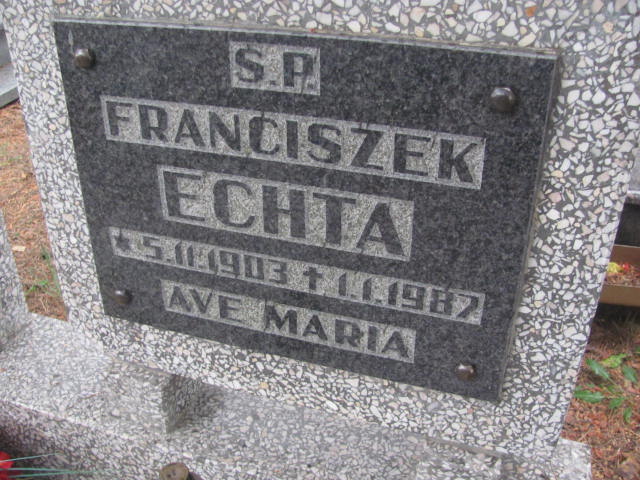 S.P.
FRANCISZEK
ECHTA
* 5.11.1903 ✝ 1.1.1987
AVE MARIA